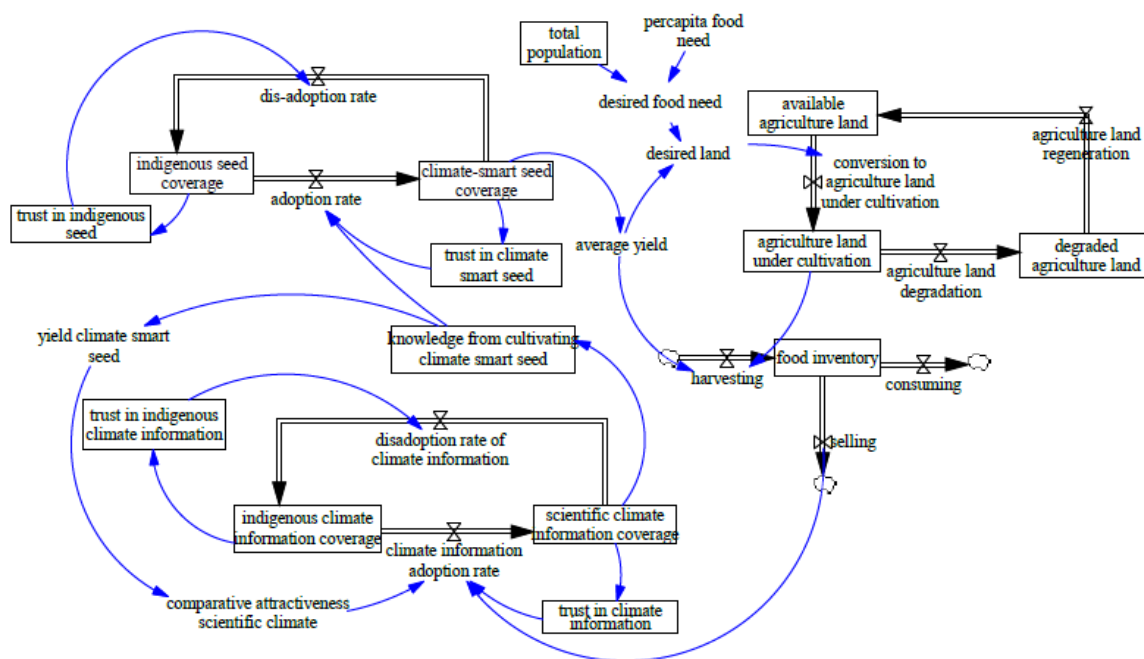 total
population
percapita food
need
dis-adoption rate
desired food need
available
agriculture land
agriculture land
regeneration
indigenous seed
coverage
adoption rate
climate-smart seed
coverage
desired land
conversion to
agriculture land
under cultivation
trust in indigenous
seed
trust in climate
smart seed
average yield
agriculture land
under cultivation
agriculture land
degradation
degraded
agriculture land
yield climate smart
seed
knowledge from cultivating
climate smart seed
harvesting
food inventory
consuming
trust in indigenous
climate information
disadoption rate of
climate information
selling
indigenous climate
information coverage
climate information
adoption rate
scientific climate
information coverage
comparative attractiveness
scientific climate
trust in climate
information